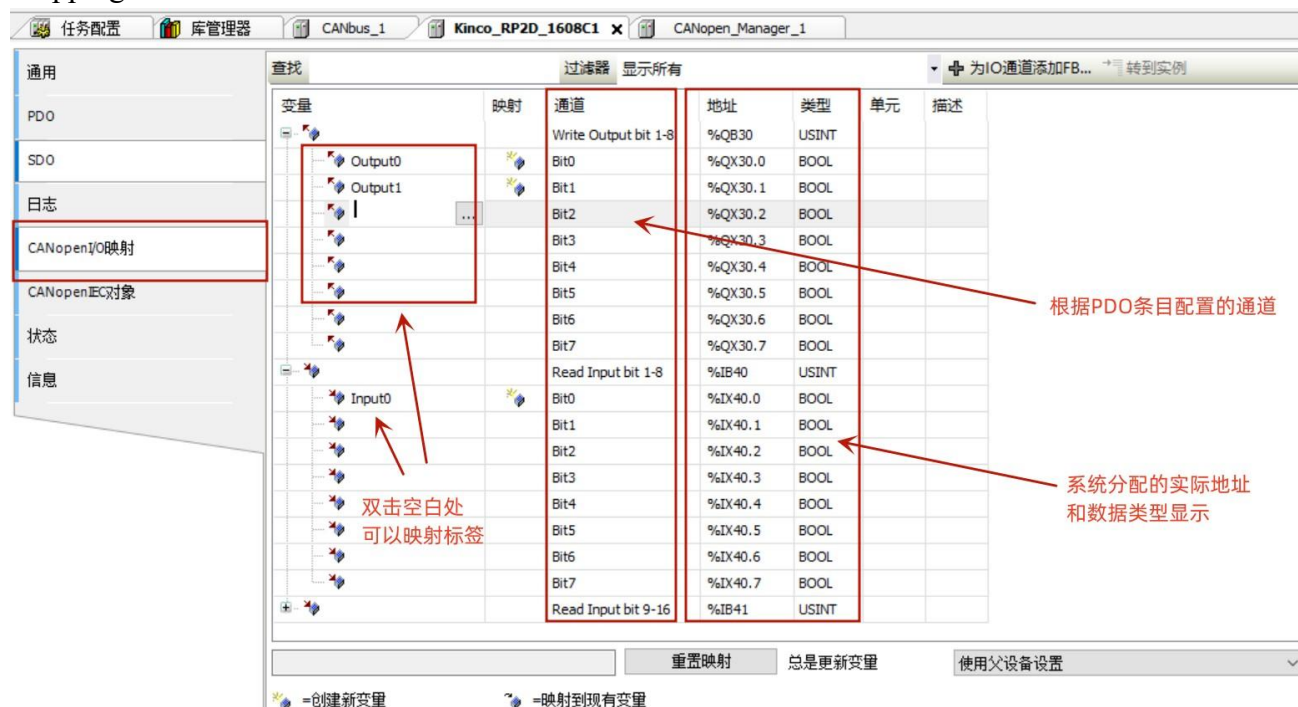 任务配置 库管理器 CANbus_1 Kinco_RP2D_1608C1 x CANopen_Manager_1
通用
PDO
SDO
日志
CANopenI/O映射
CANopenIEC对象
状态
信息
查找 过滤器 显示所有 为IO通道添加FB... 转到实例
变量 映射 通道 地址 类型 单元 描述
Write Output bit 1-8 %QB30 USINT
Output0 Bit0 %QX30.0 BOOL
Output1 Bit1 %QX30.1 BOOL
... Bit2 %QX30.2 BOOL
Bit3 %QX30.3 BOOL
Bit4 %QX30.4 BOOL
Bit5 %QX30.5 BOOL
Bit6 %QX30.6 BOOL
Bit7 %QX30.7 BOOL
Read Input bit 1-8 %IB40 USINT
Input0 Bit0 %IX40.0 BOOL
Bit1 %IX40.1 BOOL
Bit2 %IX40.2 BOOL
Bit3 %IX40.3 BOOL
Bit4 %IX40.4 BOOL
Bit5 %IX40.5 BOOL
Bit6 %IX40.6 BOOL
Bit7 %IX40.7 BOOL
Read Input bit 9-16 %IB41 USINT
根据PDO条目配置的通道
双击空白处
可以映射标签
系统分配的实际地址
和数据类型显示
重置映射 总是更新变量 使用父设备设置
=创建新变量 =映射到现有变量